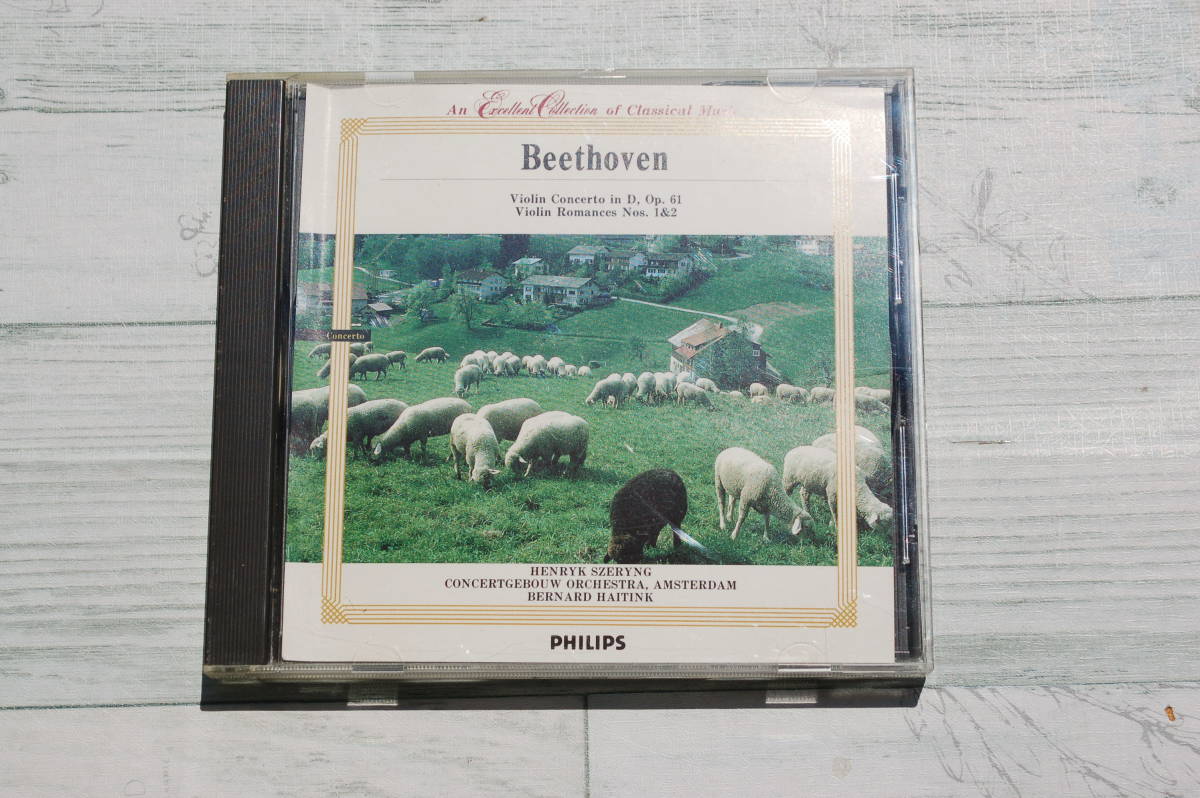 An Excellent Collection of Classical Music
Beethoven
Violin Concerto in D, Op. 61
Violin Romances Nos. 1&2
Concerto
HENRYK SZERYNG
CONCERTGEBOUW ORCHESTRA, AMSTERDAM
BERNARD HAITINK
PHILIPS